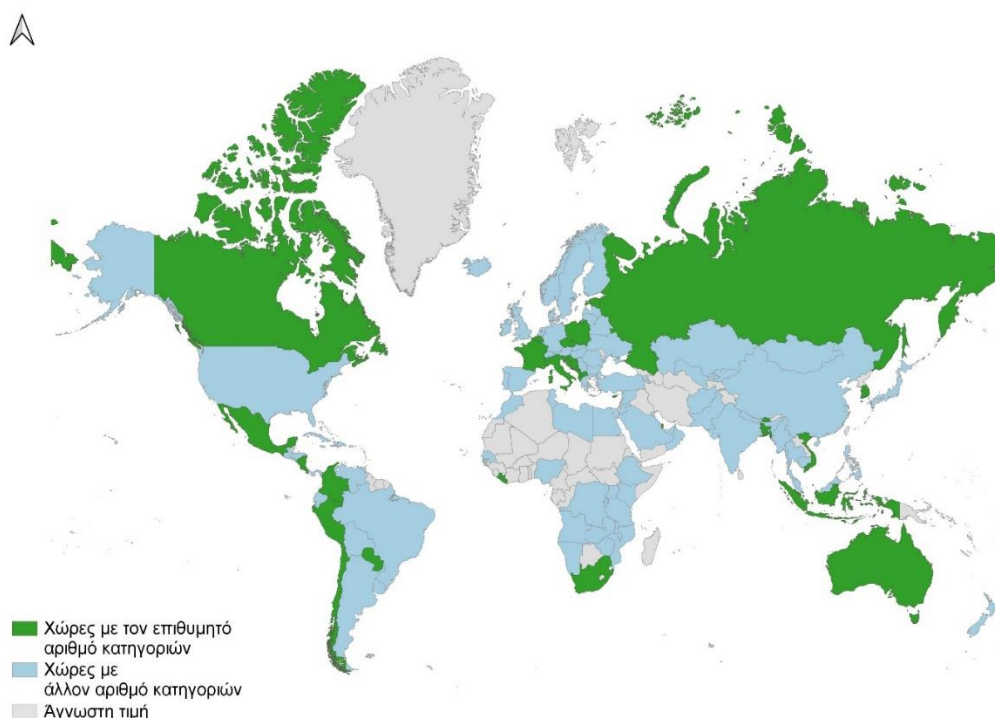 Χώρες με τον επιθυμητό
αριθμό κατηγοριών
Χώρες με
άλλον αριθμό κατηγοριών
Άγνωστη τιμή